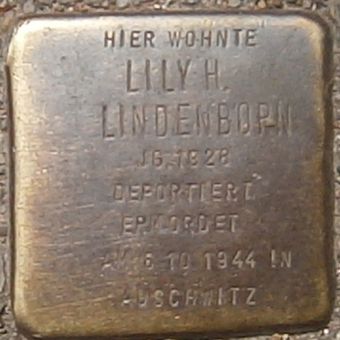 HIER WOHNTE
LILY H.
LINDENBORN
JG. 1928
DEPORTIERT
ERMORDET
AM 6 10 1944 IN
AUSCHWITZ